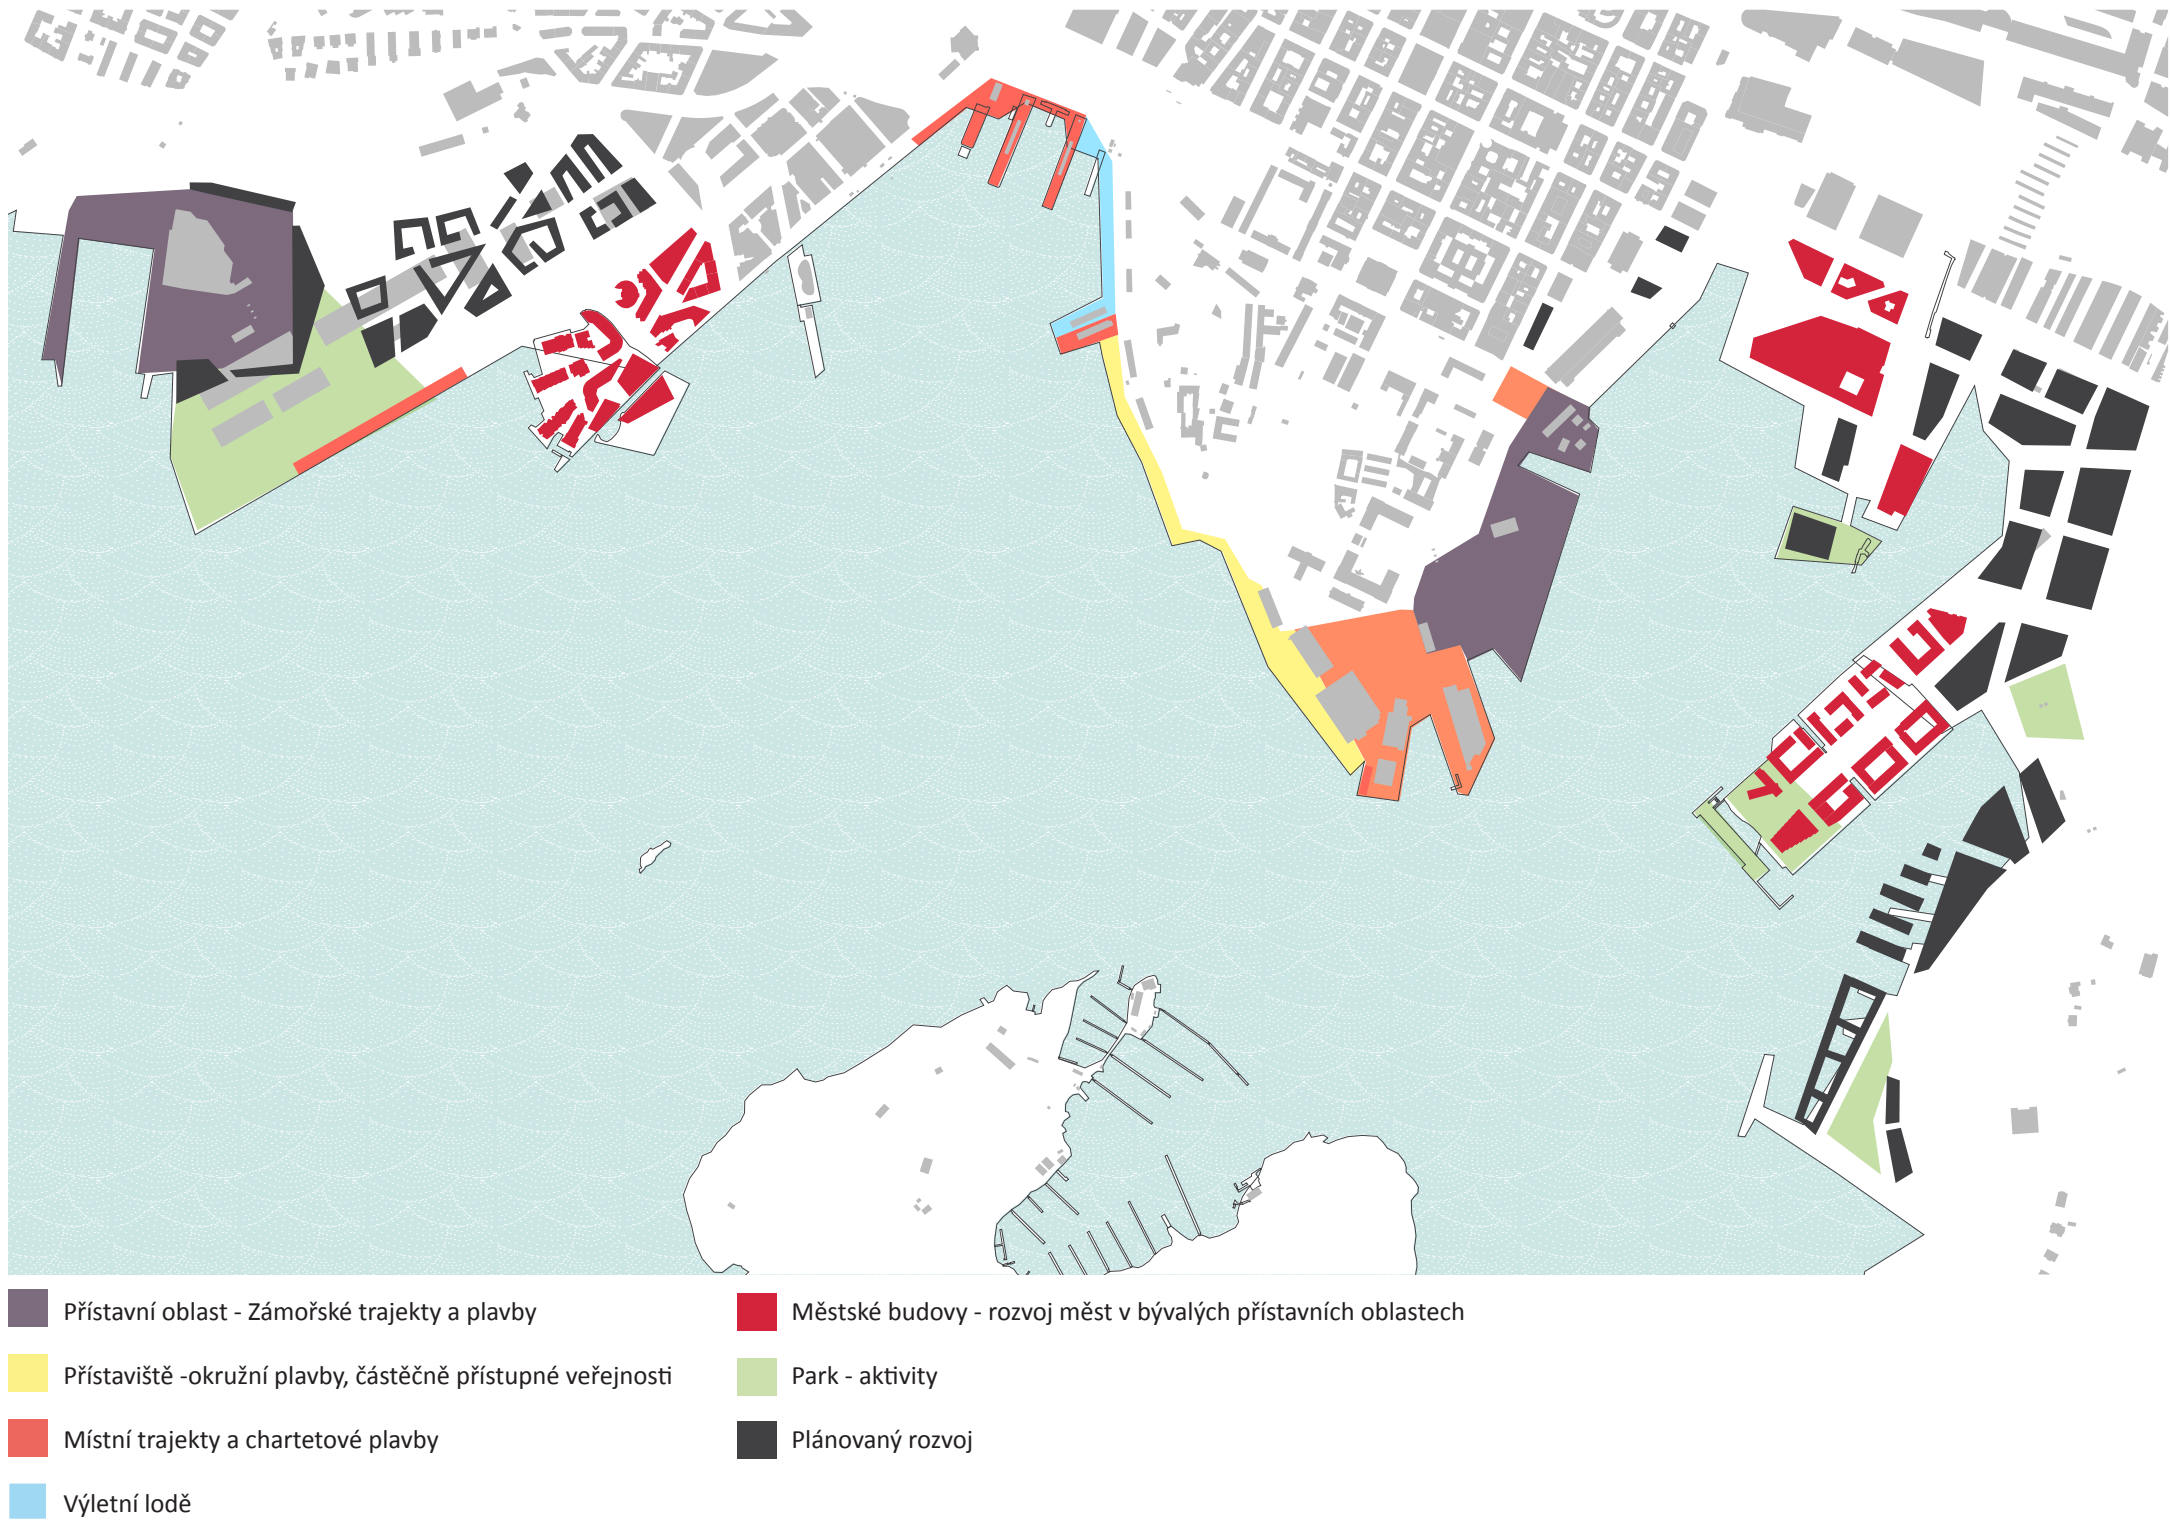 Přístavní oblast - Zámořské trajekty a plavby
Přístaviště -okružní plavby, částěčně přístupné veřejnosti
Místní trajekty a chartetové plavby
Výletní lodě
Městské budovy - rozvoj měst v bývalých přístavních oblastech
Park - aktivity
Plánovaný rozvoj